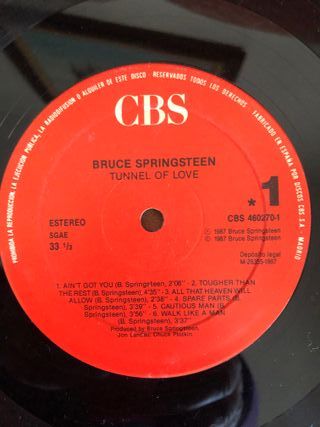 PROHIBIDA LA REPRODUCCION, LA EJECUCION PUBLICA, LA RADIODIFUSION O ALQUILER DE ESTE DISCO · RESERVADOS TODOS LOS DERECHOS · FABRICADO EN ESPAÑA POR DISCOS CBS S.A. - MADRID
CBS
BRUCE SPRINGSTEEN
TUNNEL OF LOVE
ESTEREO
SGAE
33 1/3
* 1
CBS 460270-1
℗ 1987 Bruce Springsteen
© 1987 Bruce Springsteen
Depósito legal
M-28355-1987
1. AIN'T GOT YOU (B. Springsteen), 2'06" - 2. TOUGHER THAN
THE REST (B. Springsteen) 4'35" - 3. ALL THAT HEAVEN WILL
ALLOW (B. Springsteen), 2'38" - 4. SPARE PARTS (B.
Springsteen), 3'39" - 5. CAUTIOUS MAN (B.
Springsteen), 3'56" - 6. WALK LIKE A MAN
(B. Springsteen), 3'37"
Produced by Bruce Springsteen,
Jon Landau, Chuck Plotkin.